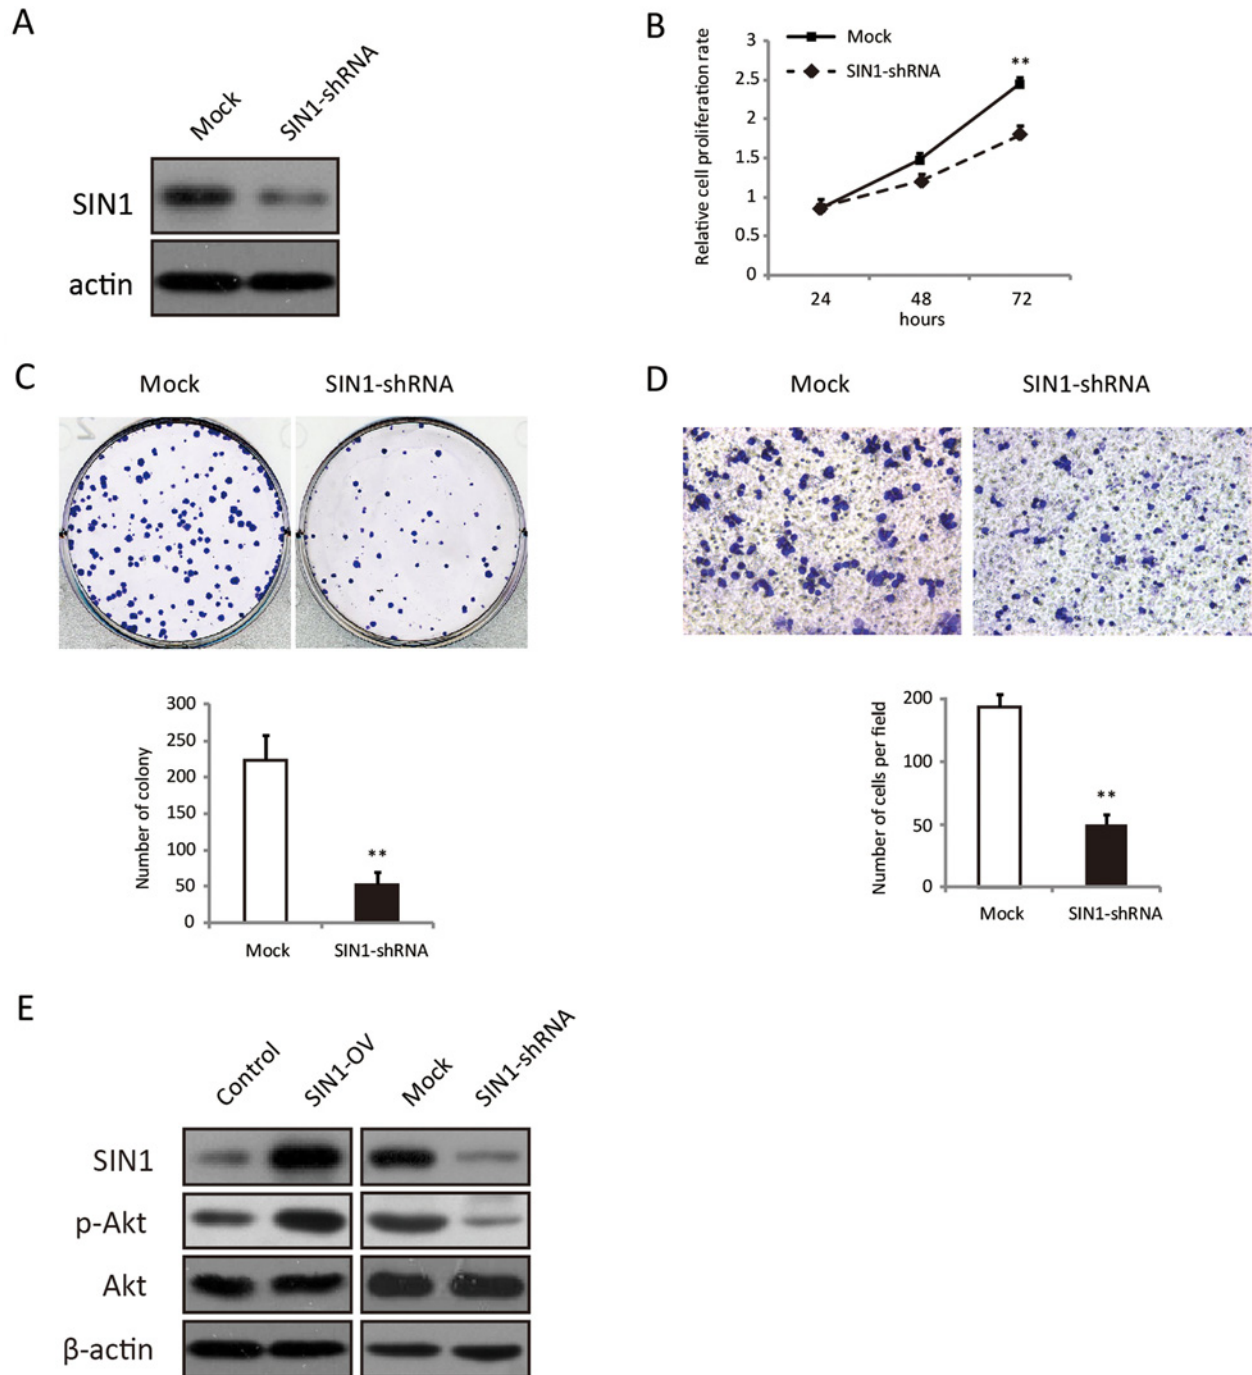 A
Mock
SIN1-shRNA
SIN1
actin
B
Mock
SIN1-shRNA
**
Relative cell proliferation rate
3
2.5
2
1.5
1
0.5
0
24
48
72
hours
C
Mock
SIN1-shRNA
Number of colony
300
250
200
150
100
50
0
**
Mock
SIN1-shRNA
D
Mock
SIN1-shRNA
Number of cells per field
200
100
50
0
**
Mock
SIN1-shRNA
E
Control
SIN1-OV
Mock
SIN1-shRNA
SIN1
p-Akt
Akt
β-actin